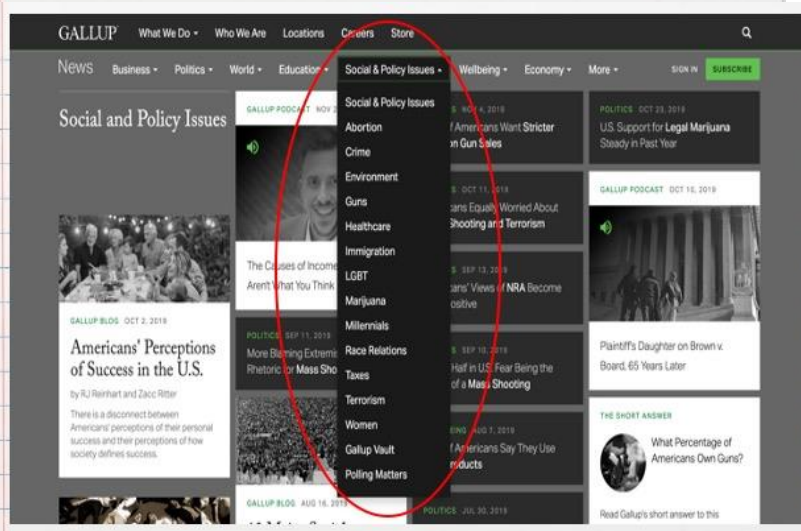 GALLUP
What We Do
Who We Are
Locations
Careers
Store
News
Business
Politics
World
Education
Social & Policy Issues
Wellbeing
Economy
More
SIGN IN
SUBSCRIBE
Social and Policy Issues
GALLUP BLOG OCT 2, 2019
Americans' Perceptions
of Success in the U.S.
by RJ Reinhart and Zacc Ritter
There is a disconnect between
Americans' perceptions of their personal
success and their perceptions of how
society defines success.
GALLUP PODCAST NOV
The Causes of Income
Aren't What You Think
POLITICS SEP 11, 2019
More Blaming
Rhetoric for Mass
GALLUP BLOG AUG 16, 2019
Social & Policy Issues
Abortion
Crime
Environment
Guns
Healthcare
Immigration
LGBT
Marijuana
Millennials
Race Relations
Taxes
Terrorism
Women
Gallup Vault
Polling Matters
NOV 4, 2019
f Americans Want Stricter
on Gun Sales
OCT 11, 2019
Equally Worried About
Shooting and Terrorism
SEP 13, 2019
Views of NRA Become
SEP 10, 2019
Half in U.S. Fear Being the
of a Mass Shooting
AUG 7, 2019
f Americans Say They Use
POLITICS JUL 30, 2019
POLITICS OCT 23, 2019
U.S. Support for Legal Marijuana
Steady in Past Year
GALLUP PODCAST OCT 10, 2019
Plaintiff's Daughter on Brown v.
Board, 65 Years Later
THE SHORT ANSWER
What Percentage of
Americans Own Guns?
Read Gallup's short answer to this